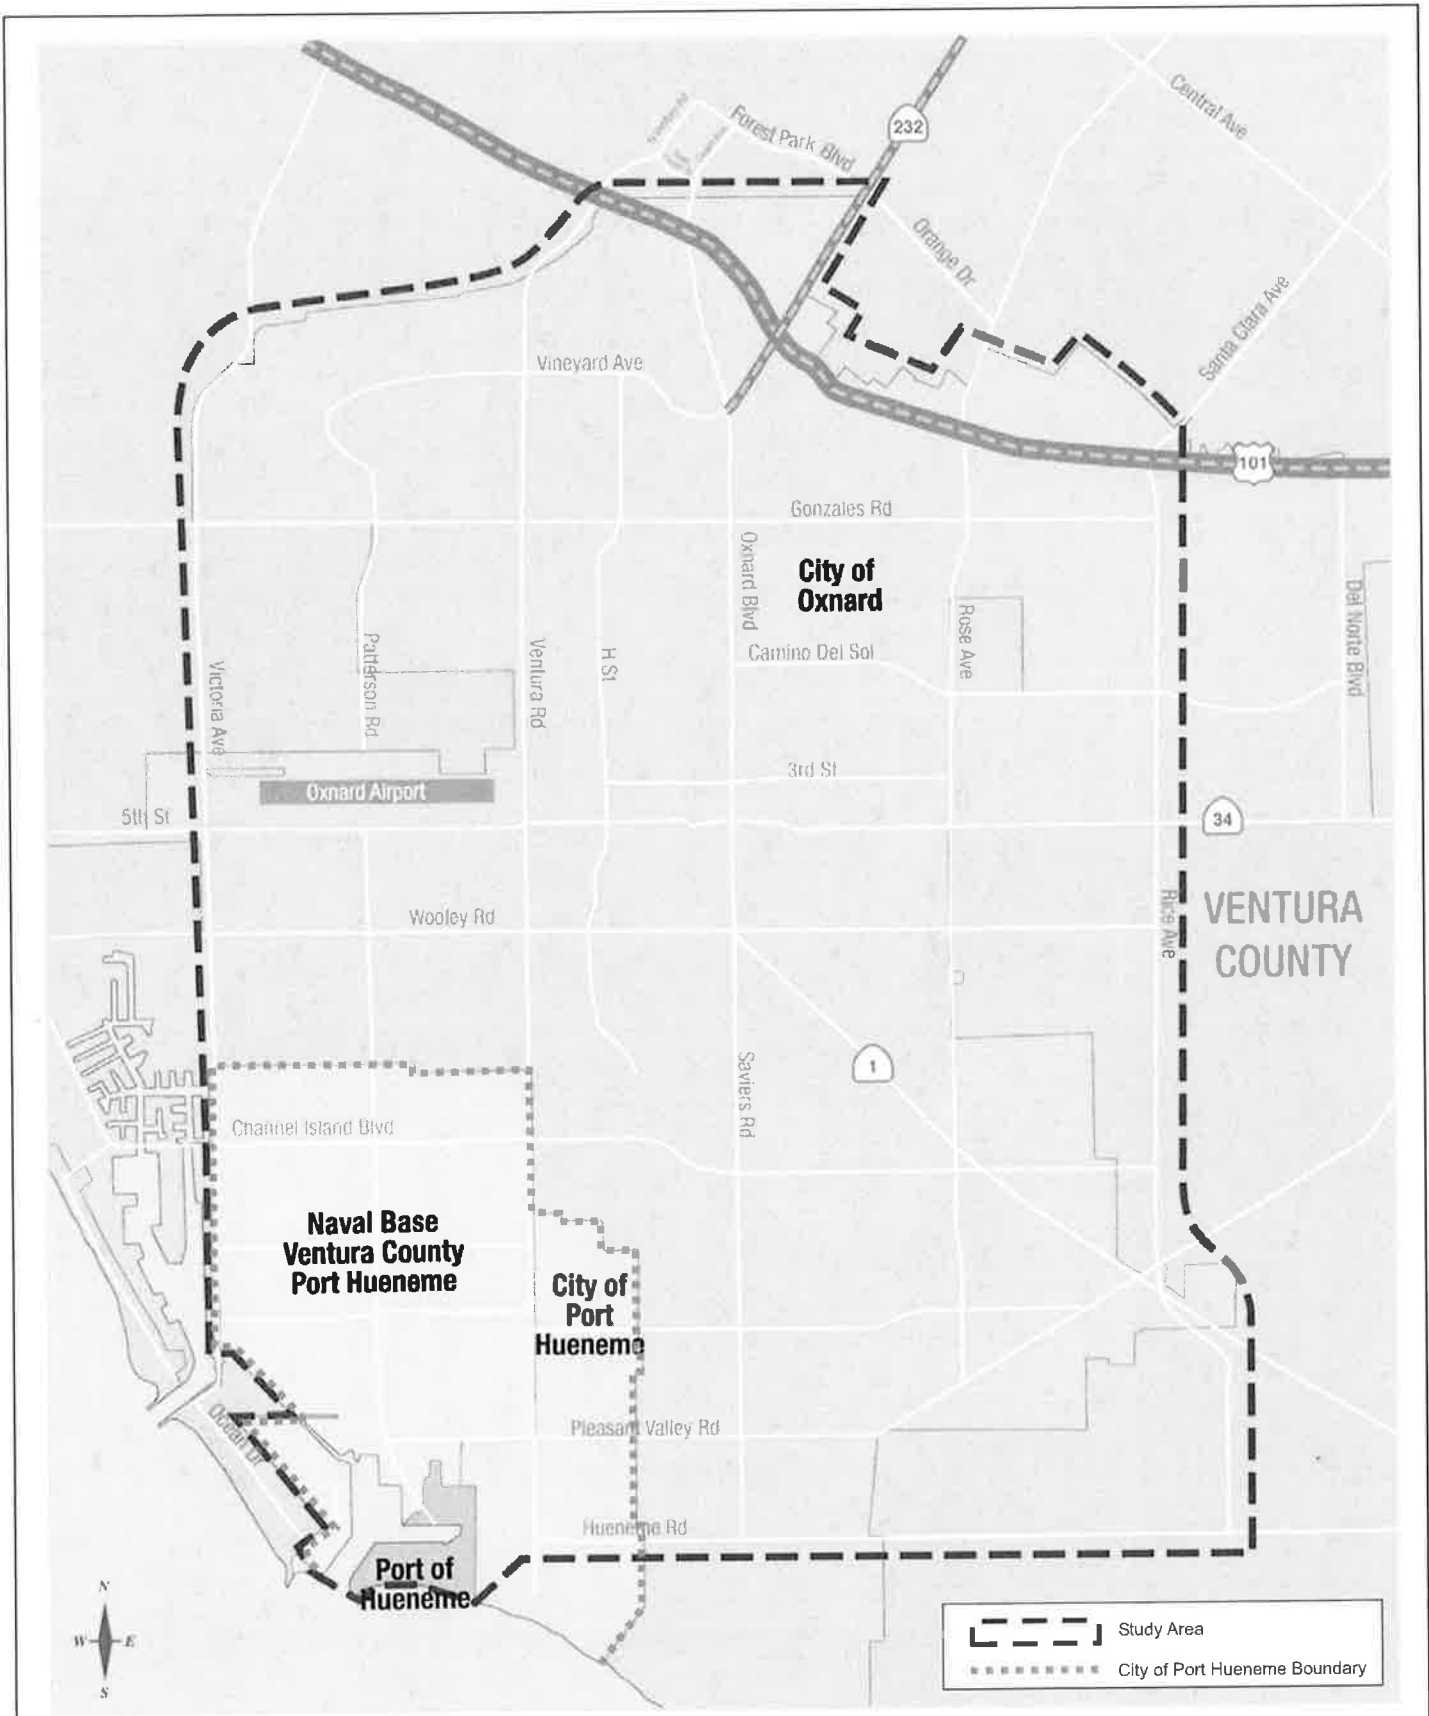 Central Ave
232
Forest Park Blvd
Orange Dr
Santa Clara Ave
Vineyard Ave
101
Gonzales Rd
Oxnard Blvd
City of
Oxnard
Del Norte Blvd
Rose Ave
Patterson Rd
Ventura Rd
H St
Camino Del Sol
Victoria Ave
3rd St
Oxnard Airport
5th St
34
Rice Ave
VENTURA
COUNTY
Wooley Rd
Saviers Rd
1
Channel Island Blvd
Naval Base
Ventura County
Port Hueneme
City of
Port
Hueneme
Ocean Dr
Pleasant Valley Rd
Hueneme Rd
Port of
Hueneme
N
W E
S
Study Area
City of Port Hueneme Boundary